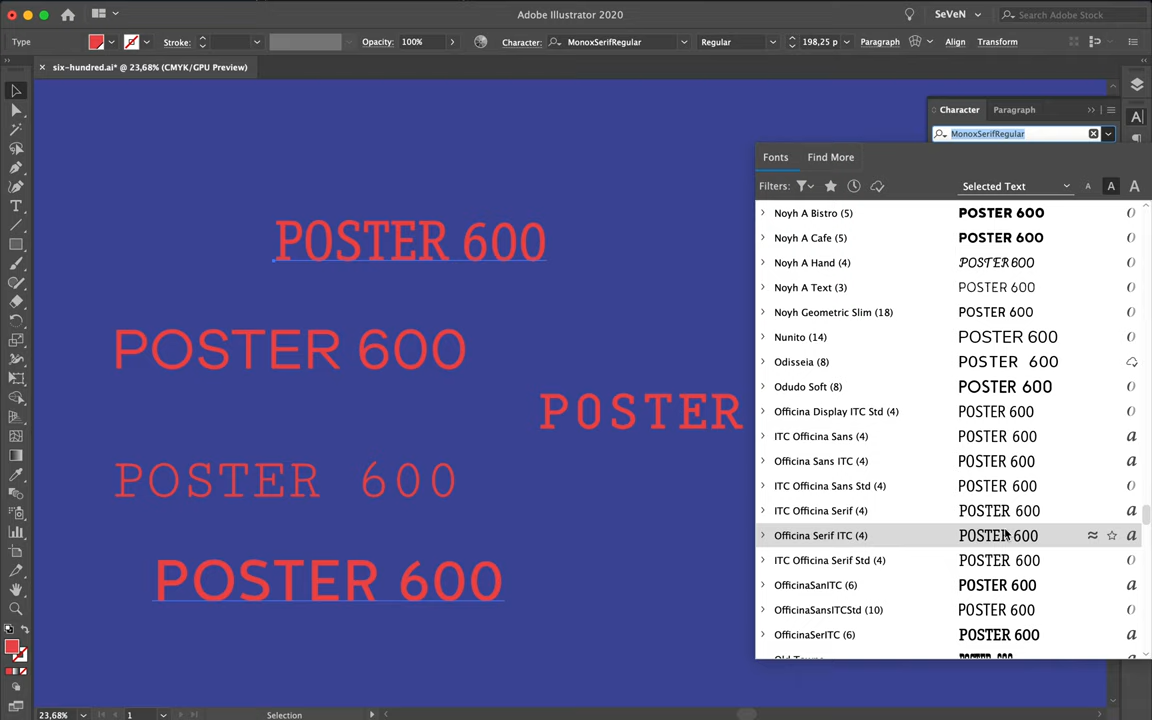 Adobe Illustrator 2020
SeVeN
Search Adobe Stock
Type
Stroke:
Opacity:
100%
Character:
MonoxSerifRegular
Regular
198,25 p
Paragraph
Align
Transform
six-hundred.ai* @ 23,68% (CMYK/GPU Preview)
Character
Paragraph
MonoxSerifRegular
Fonts
Find More
Filters:
Selected Text
A
A
A
Noyh A Bistro (5) POSTER 600
Noyh A Cafe (5) POSTER 600
Noyh A Hand (4) POSTER 600
Noyh A Text (3) POSTER 600
Noyh Geometric Slim (18) POSTER 600
Nunito (14) POSTER 600
Odisseia (8) POSTER 600
Odudo Soft (8) POSTER 600
Officina Display ITC Std (4) POSTER 600
ITC Officina Sans (4) POSTER 600
Officina Sans ITC (4) POSTER 600
ITC Officina Sans Std (4) POSTER 600
ITC Officina Serif (4) POSTER 600
Officina Serif ITC (4) POSTER 600
ITC Officina Serif Std (4) POSTER 600
OfficinaSanITC (6) POSTER 600
OfficinaSansITCStd (10) POSTER 600
OfficinaSerITC (6) POSTER 600
POSTER 600
POSTER 600
POSTER
POSTER 600
POSTER 600
23,68%
1
Selection